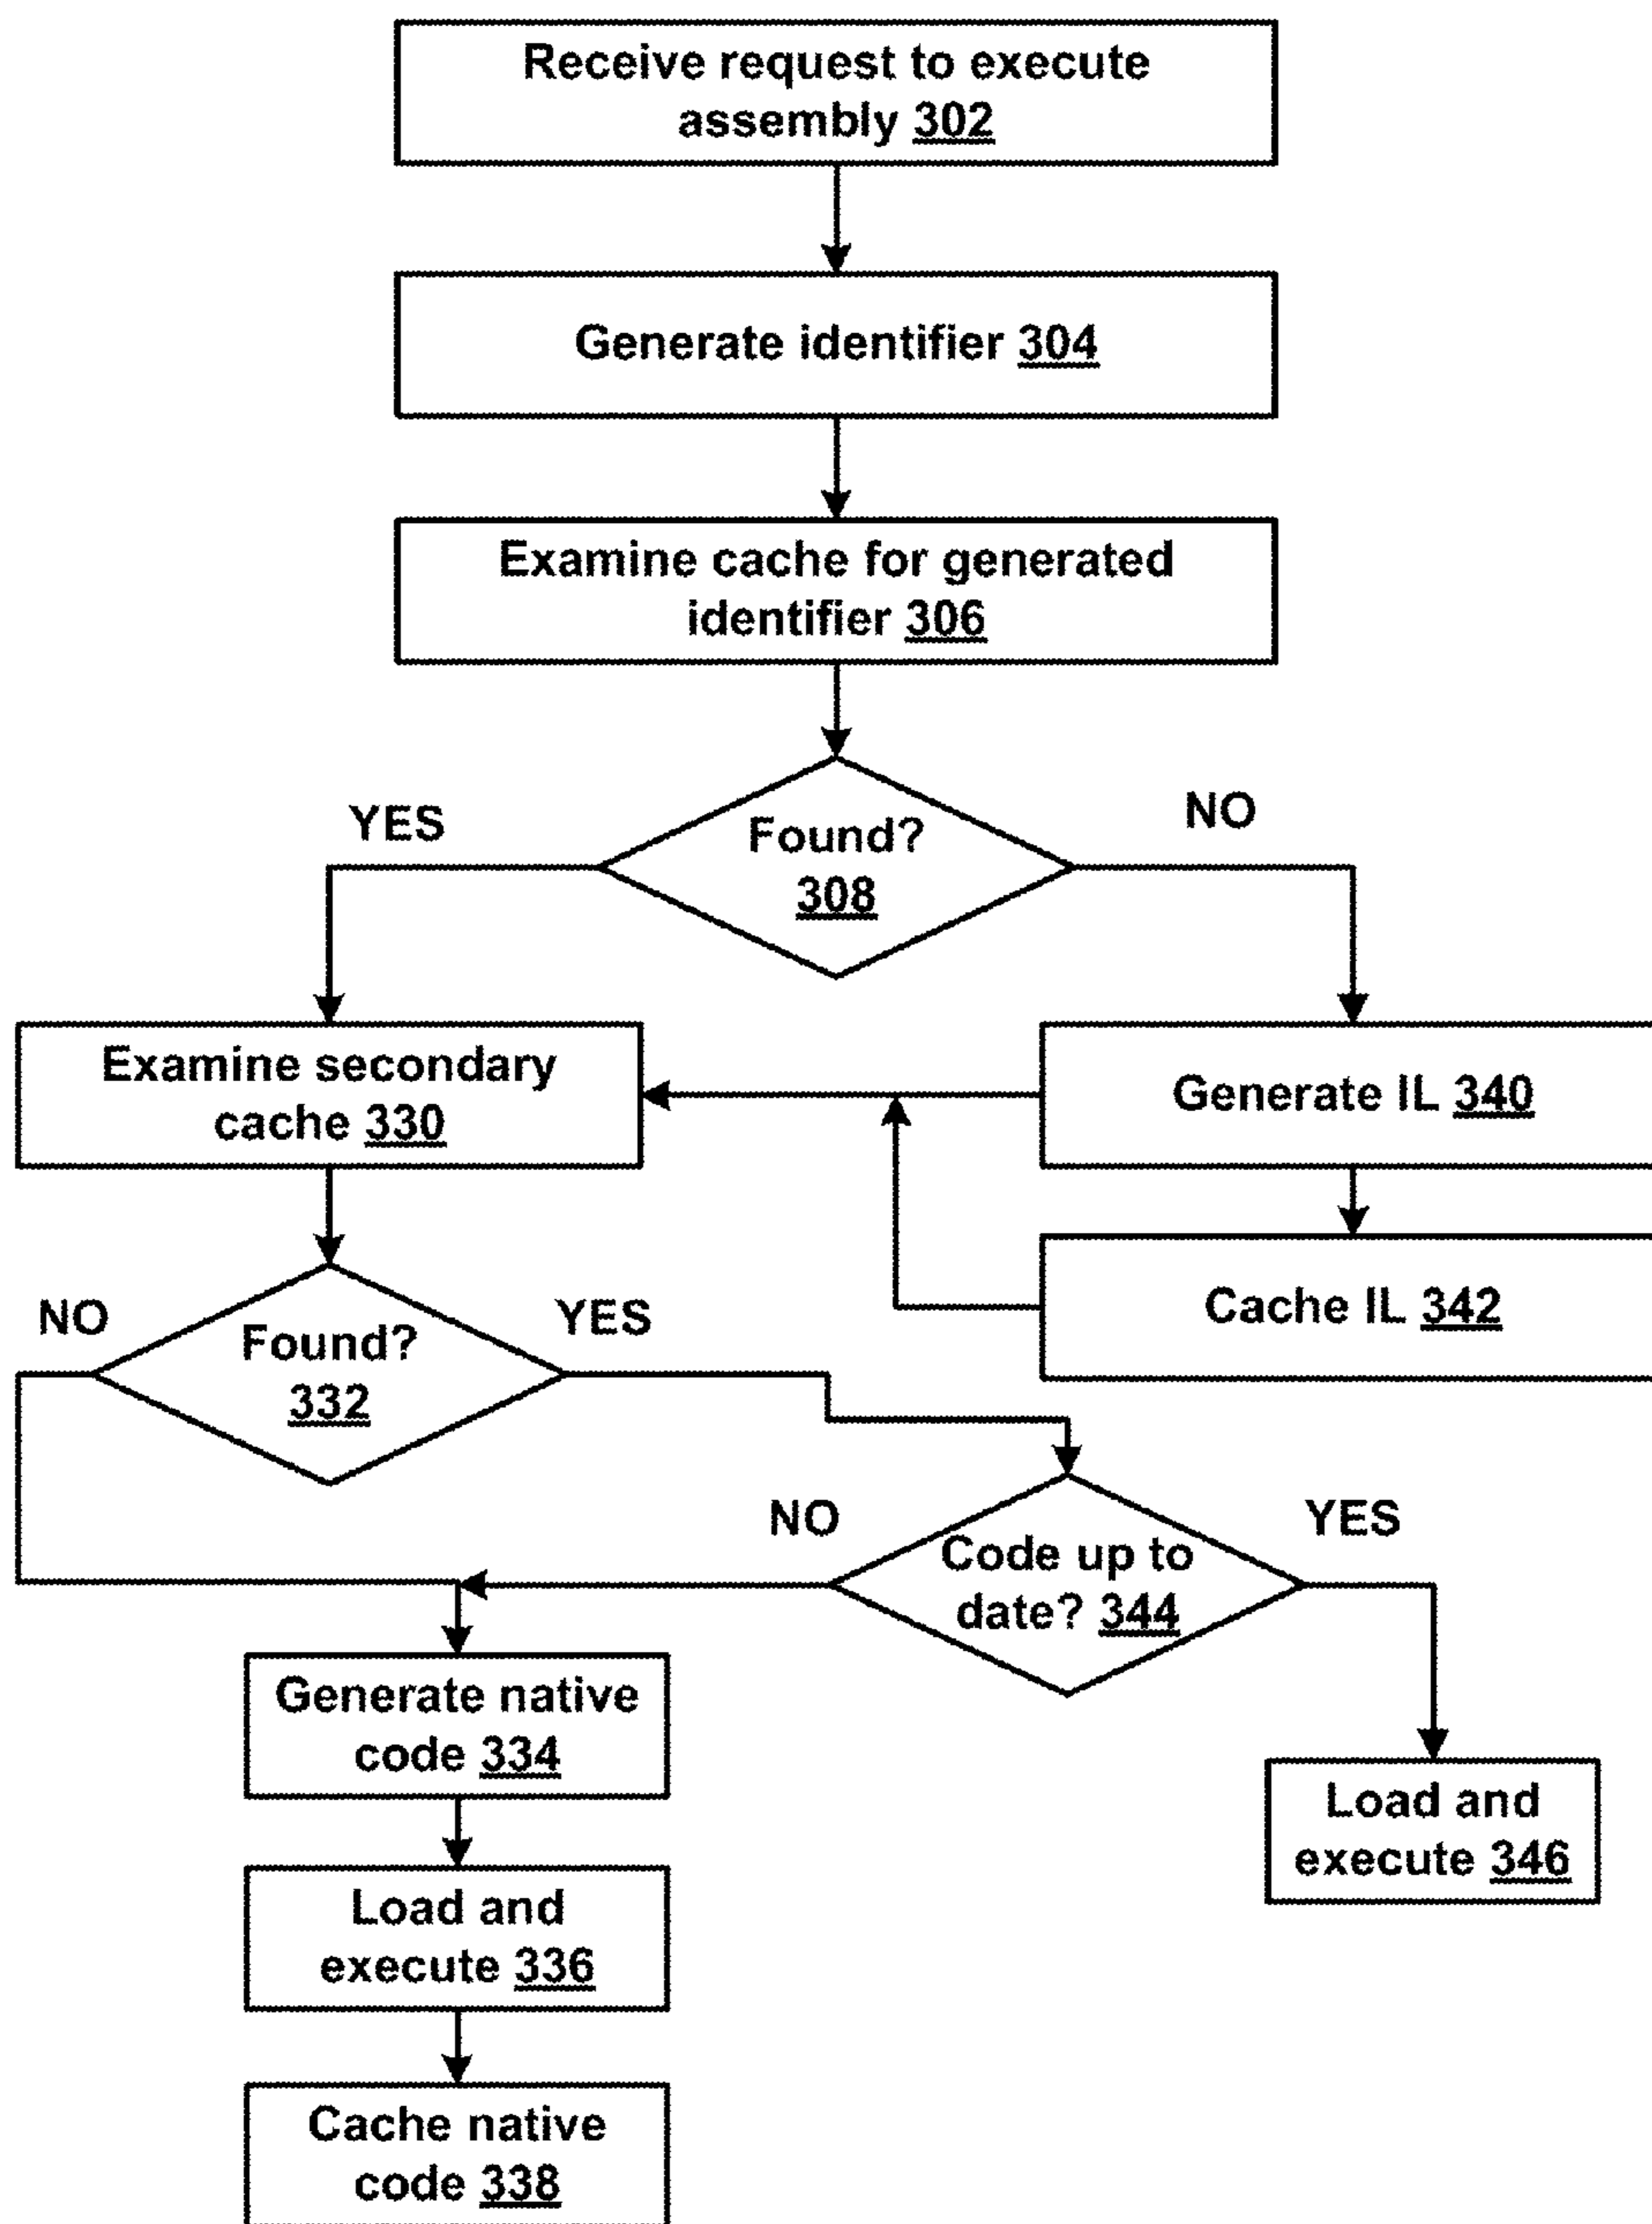 Receive request to execute
assembly 302
Generate identifier 304
Examine cache for generated
identifier 306
YES
NO
Found?
308
Examine secondary
cache 330
Generate IL 340
Cache IL 342
NO
YES
Found?
332
NO
YES
Code up to
date? 344
Generate native
code 334
Load and
execute 346
Load and
execute 336
Cache native
code 338